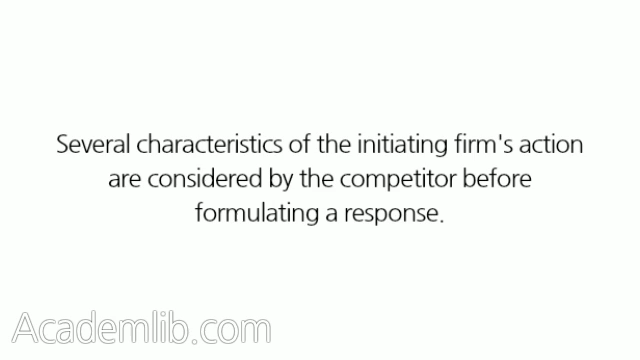 Several characteristics of the initiating firm's action
are considered by the competitor before
formulating a response.
Academlib.com